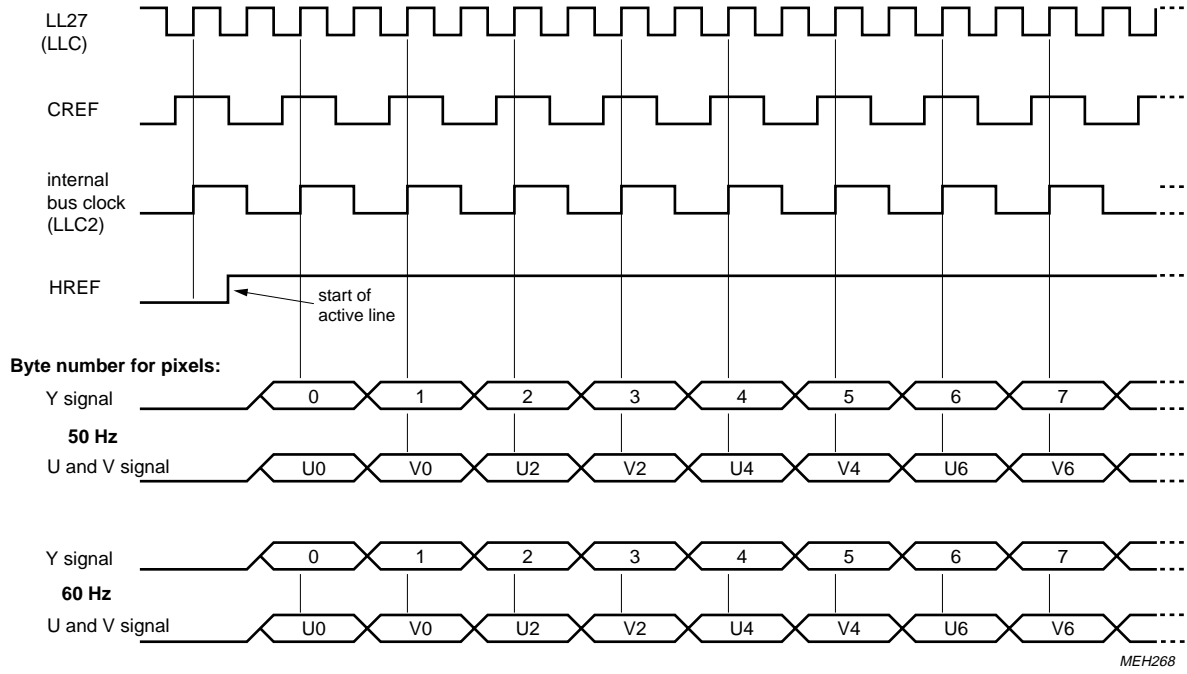 LL27
(LLC)
CREF
internal
bus clock
(LLC2)
HREF
start of
active line
Byte number for pixels:
Y signal
0 1 2 3 4 5 6 7
50 Hz
U and V signal
U0 V0 U2 V2 U4 V4 U6 V6
Y signal
0 1 2 3 4 5 6 7
60 Hz
U and V signal
U0 V0 U2 V2 U4 V4 U6 V6
MEH268